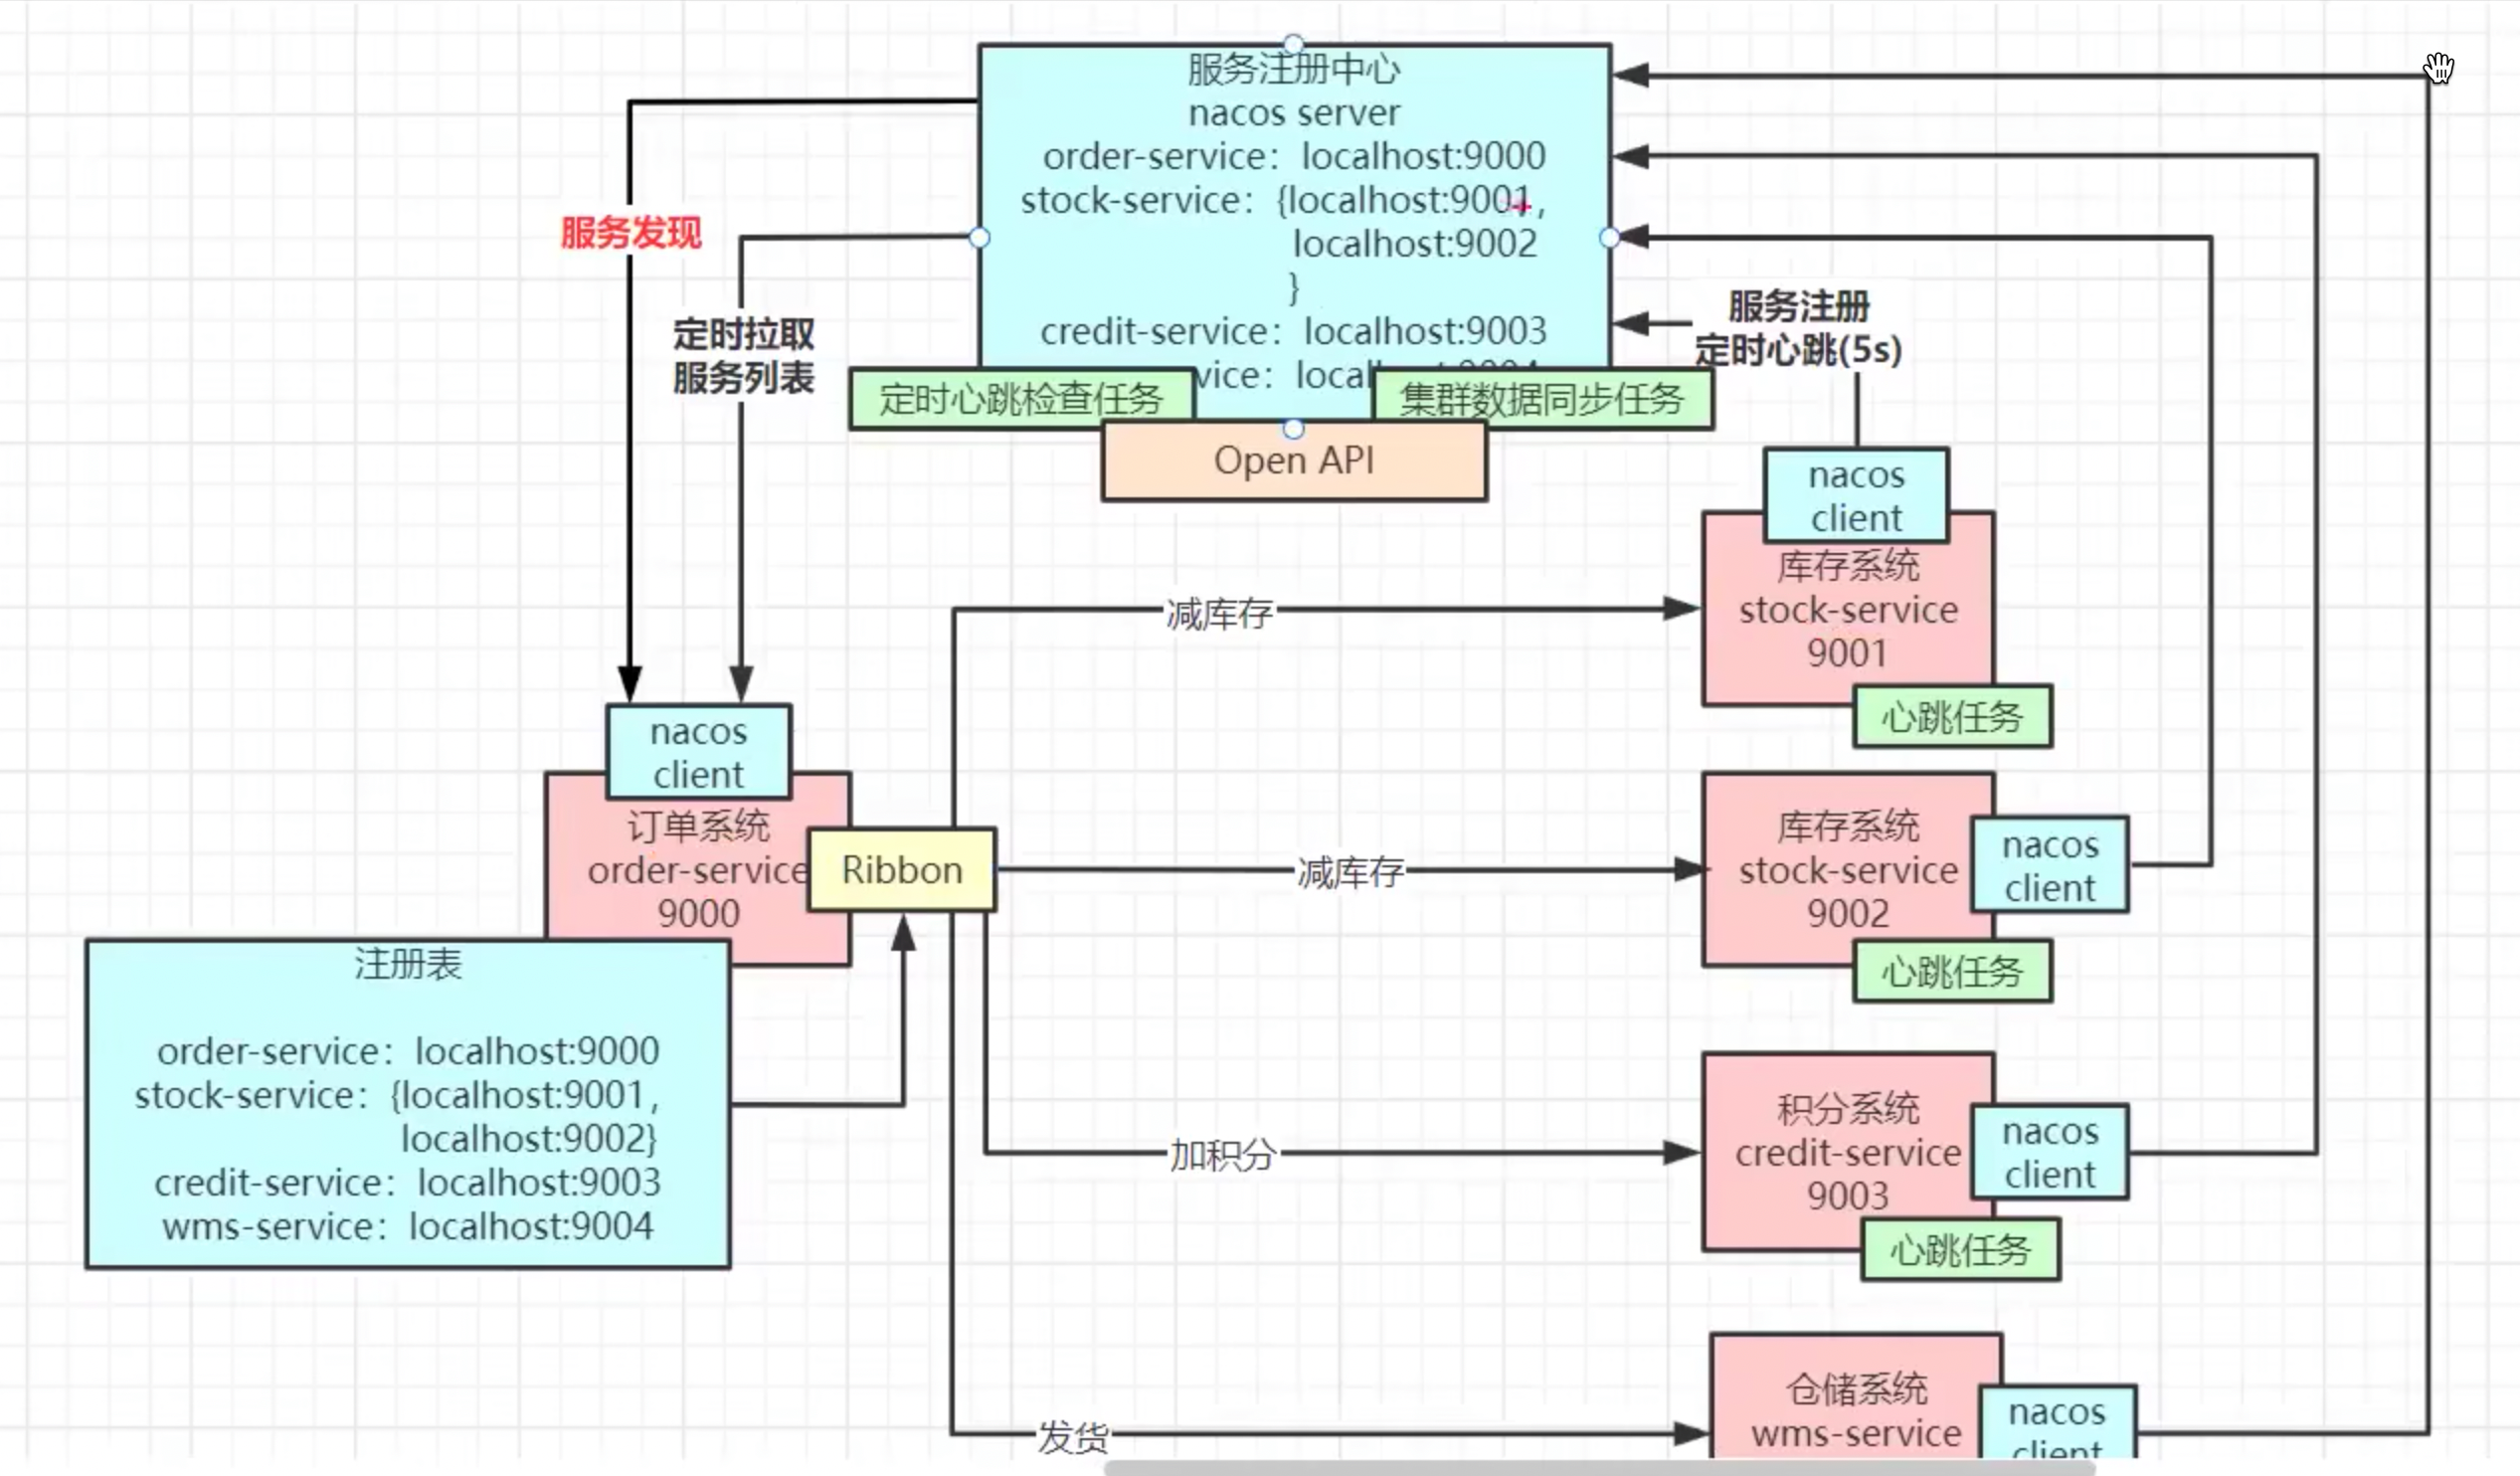 服务注册中心
nacos server
order-service：localhost:9000
stock-service：{localhost:9001,
localhost:9002
}
credit-service：localhost:9003
定时心跳检查任务
集群数据同步任务
Open API
服务发现
定时拉取
服务列表
服务注册
定时心跳(5s)
nacos
client
库存系统
stock-service
9001
心跳任务
减库存
nacos
client
订单系统
order-service
9000
Ribbon
减库存
库存系统
stock-service
9002
nacos
client
心跳任务
注册表
order-service：localhost:9000
stock-service：{localhost:9001,
localhost:9002}
credit-service：localhost:9003
wms-service：localhost:9004
加积分
积分系统
credit-service
9003
nacos
client
心跳任务
发货
仓储系统
wms-service
nacos
client